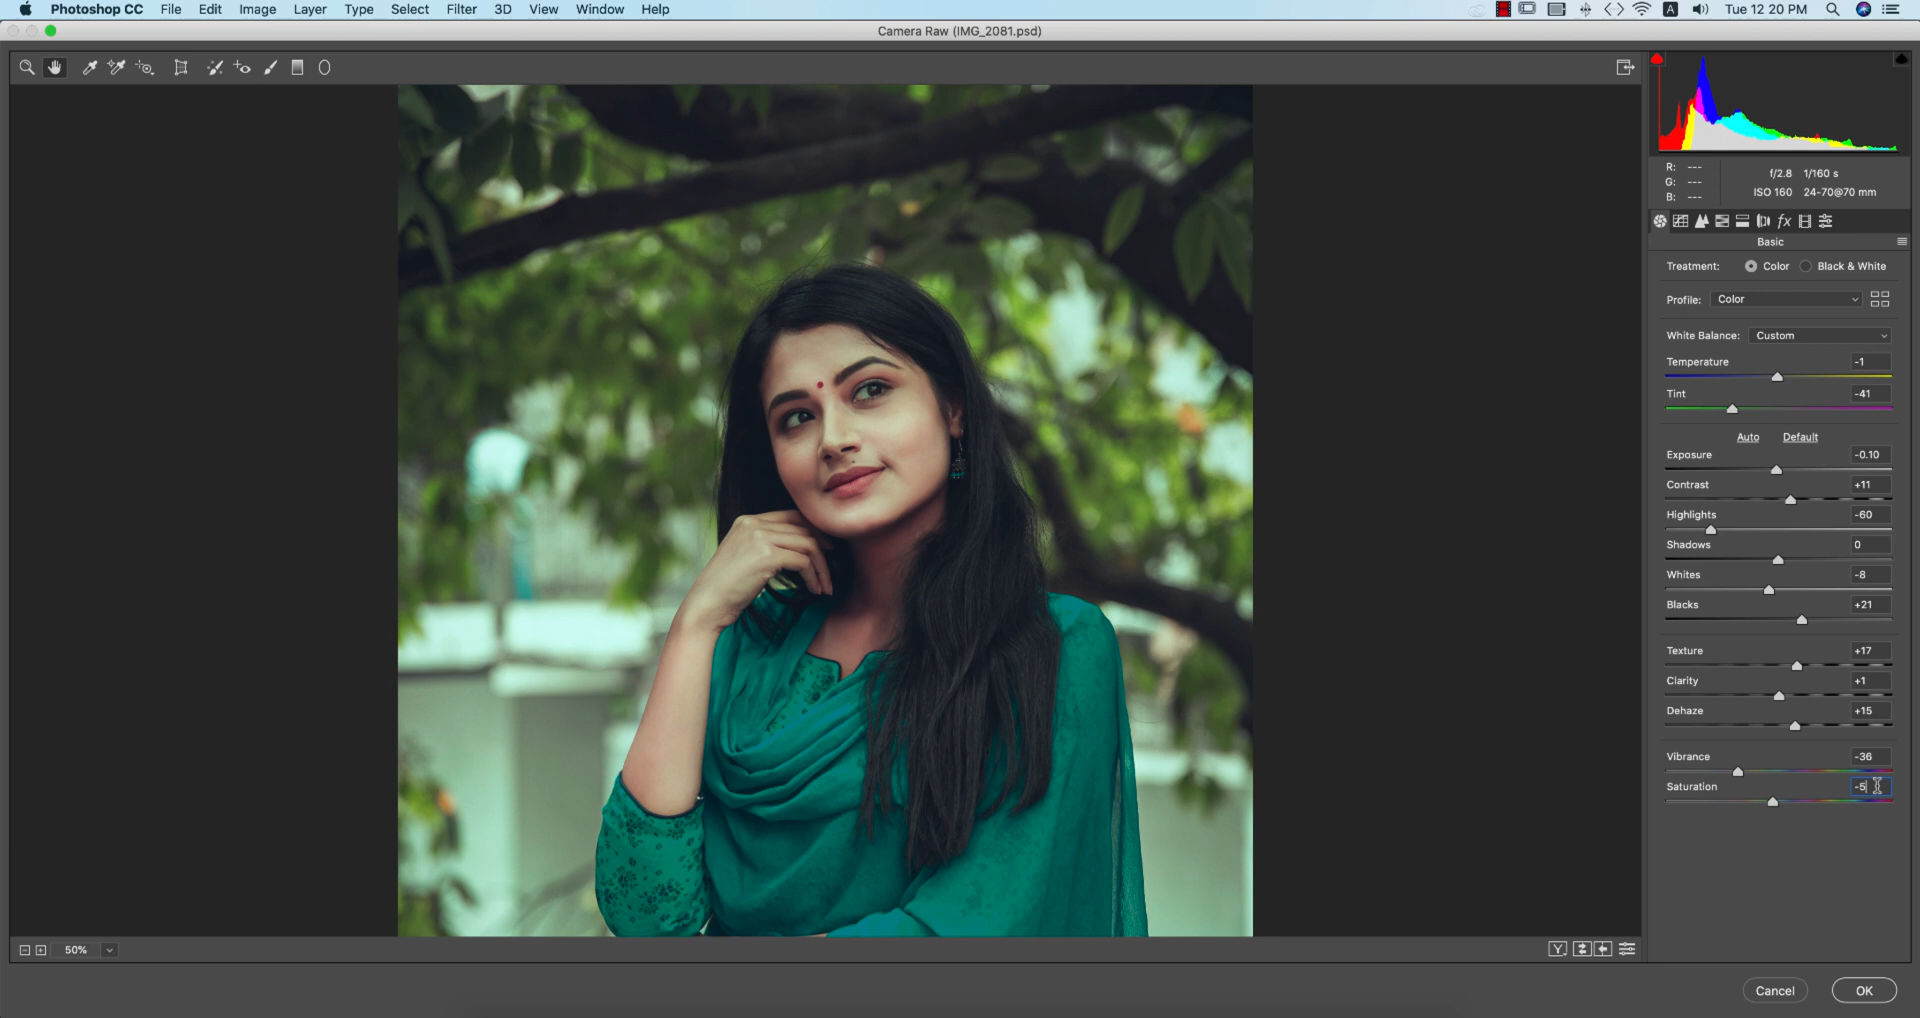 Photoshop CC File Edit Image Layer Type Select Filter 3D View Window Help A Tue 12 20 PM
Camera Raw (IMG_2081.psd)
R: ---
G: ---
B: ---
f/2.8 1/160 s
ISO 160 24-70@70 mm
fx
Basic
Treatment: Color Black & White
Profile: Color
White Balance: Custom
Temperature -1
Tint -41
Auto Default
Exposure -0.10
Contrast +11
Highlights -60
Shadows 0
Whites -8
Blacks +21
Texture +17
Clarity +1
Dehaze +15
Vibrance -36
Saturation -5
50%
Y
Cancel OK